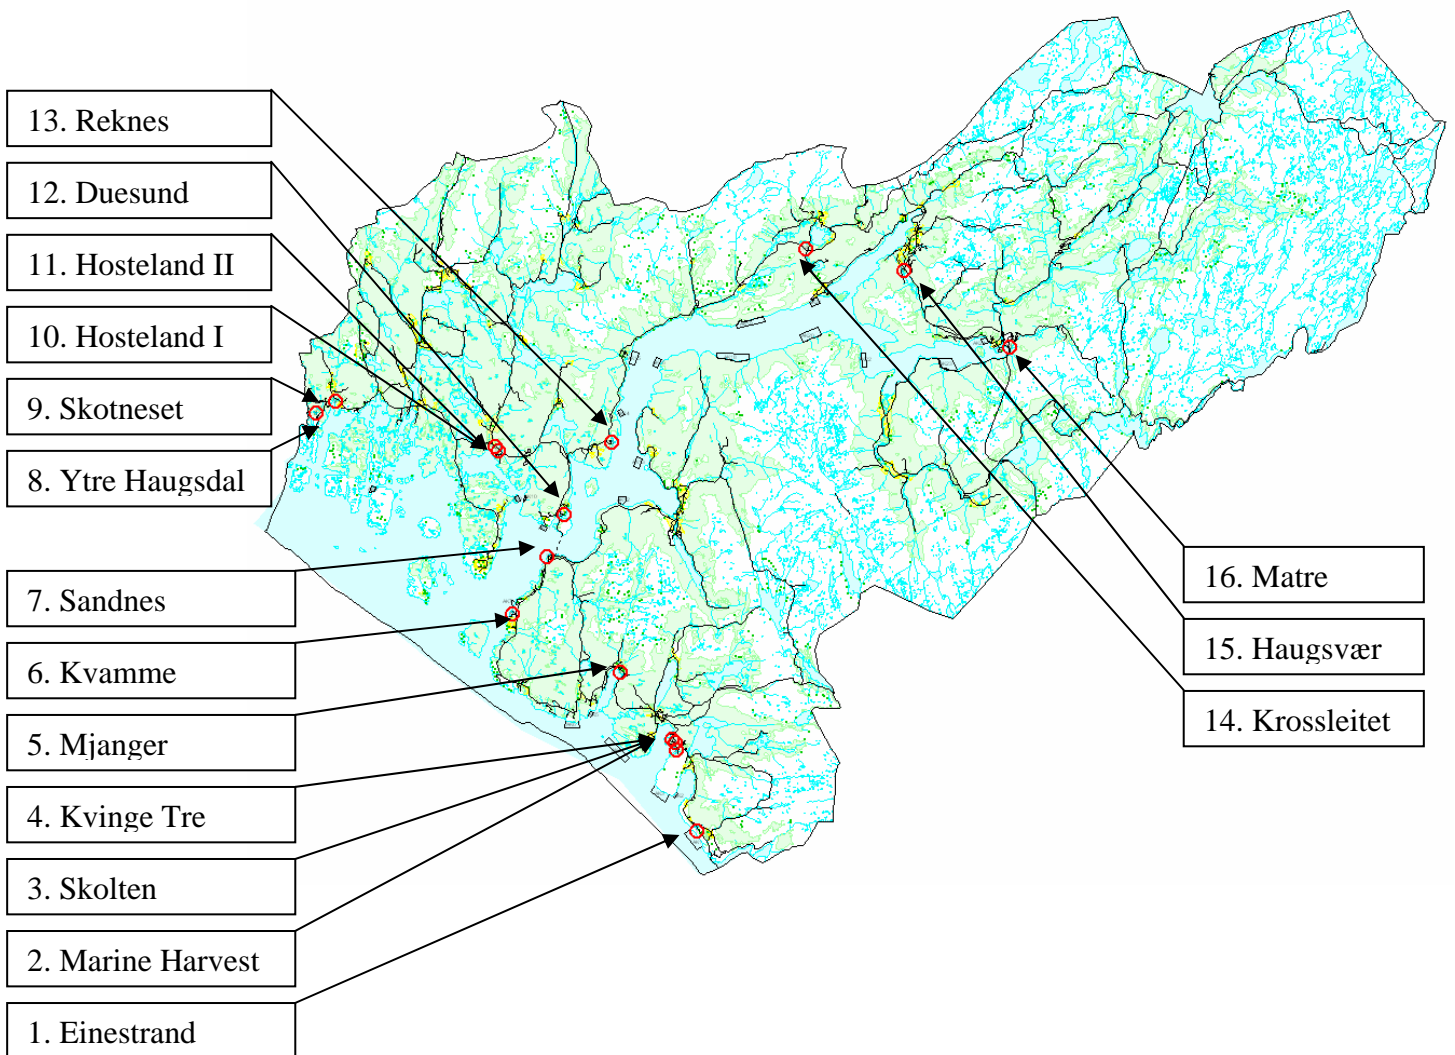 13. Reknes
12. Duesund
11. Hosteland II
10. Hosteland I
9. Skotneset
8. Ytre Haugsdal
7. Sandnes
6. Kvamme
5. Mjanger
4. Kvinge Tre
3. Skolten
2. Marine Harvest
1. Einestrand
16. Matre
15. Haugsvær
14. Krossleitet